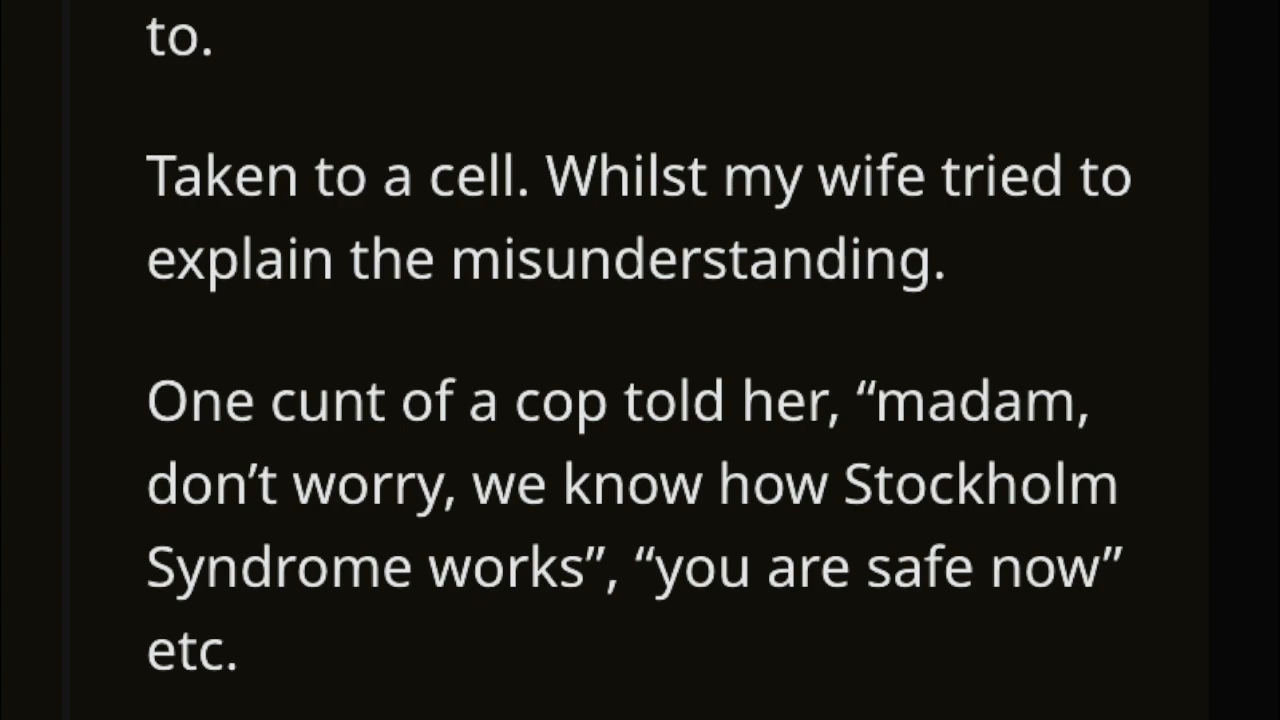 to.
Taken to a cell. Whilst my wife tried to
explain the misunderstanding.
One cunt of a cop told her, “madam,
don’t worry, we know how Stockholm
Syndrome works”, “you are safe now”
etc.